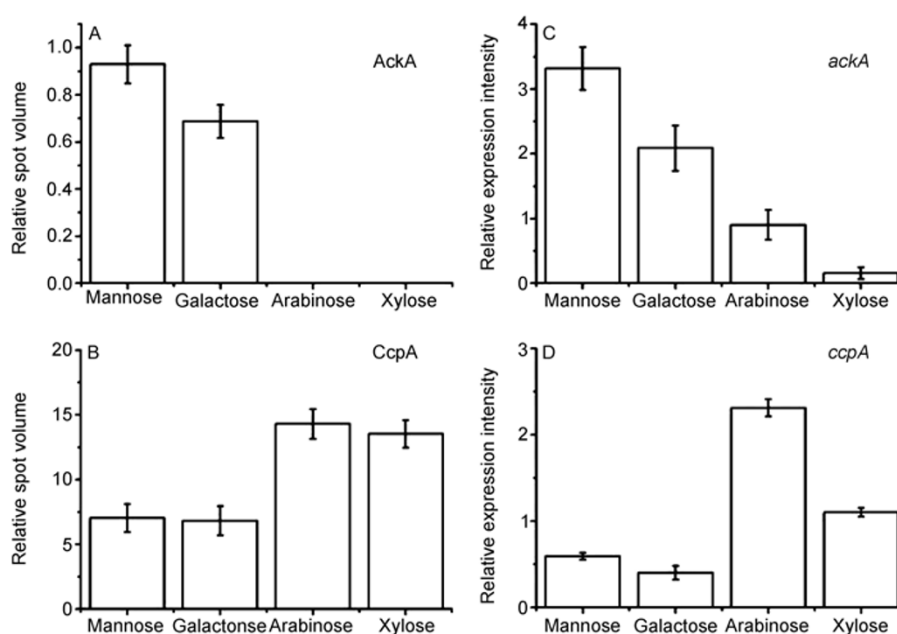 A
AckA
Relative spot volume
1.0
0.8
0.6
0.4
0.2
0.0
Mannose Galactose Arabinose Xylose
C
ackA
Relative expression intensity
4
3
2
1
0
Mannose Galactose Arabinose Xylose
B
CcpA
Relative spot volume
20
15
10
5
0
Mannose Galactonse Arabinose Xylose
D
ccpA
Relative expression intensity
3
2
1
0
Mannose Galactose Arabinose Xylose